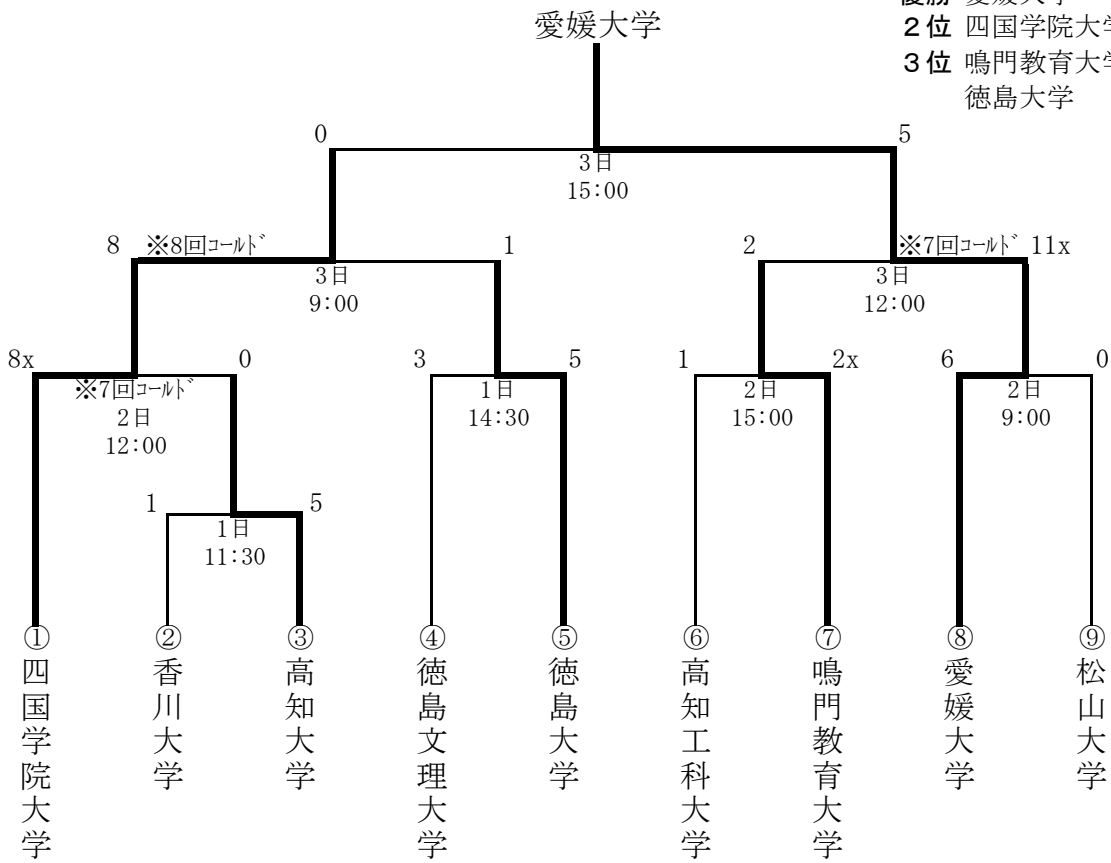 優勝 愛媛大学
2位 四国学院大学
3位 鳴門教育大学
徳島大学
愛媛大学
0 5
3日
15:00
8 ※8回コールド 1 2 ※7回コールド 11x
3日 3日
9:00 12:00
8x 0 3 5 1 2x 6 0
※7回コールド 1日 2日 2日
2日 14:30 15:00 9:00
12:00
1 5
1日
11:30
①四国学院大学
②香川大学
③高知大学
④徳島文理大学
⑤徳島大学
⑥高知工科大学
⑦鳴門教育大学
⑧愛媛大学
⑨松山大学